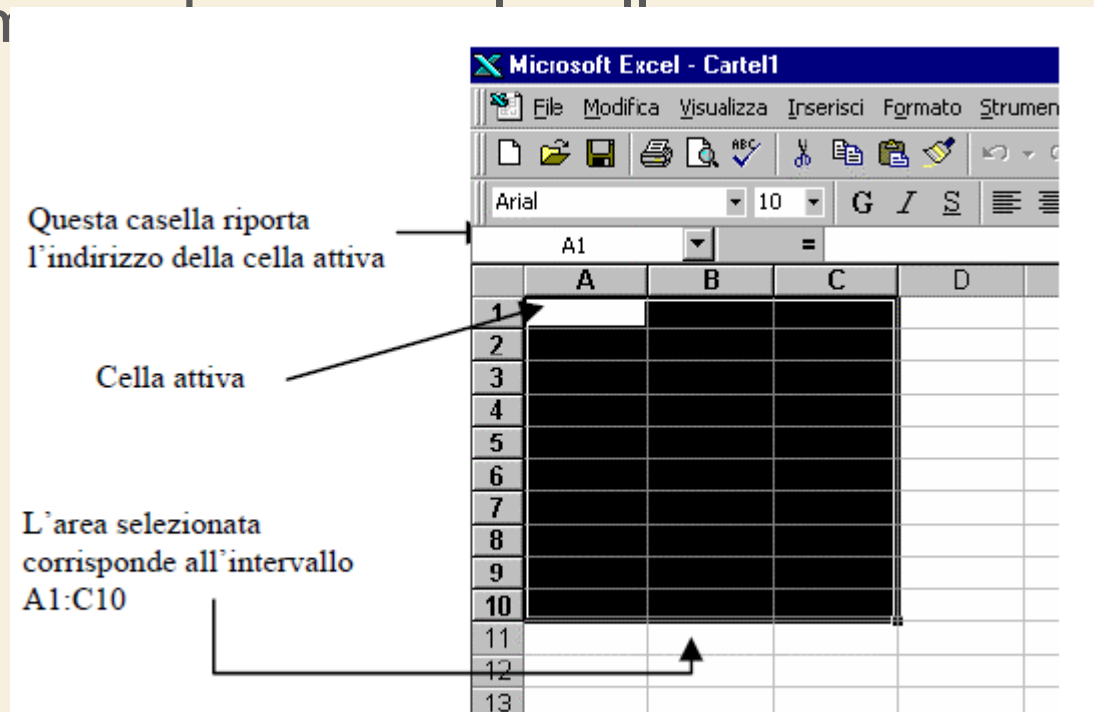 Microsoft Excel - Cartel1
File Modifica Visualizza Inserisci Formato
ABC
Arial 10 G I S
Questa casella riporta
l'indirizzo della cella attiva
A1 =
A B C D
1
2
Cella attiva
3
4
5
6
7
L'area selezionata
8
corrisponde all'intervallo
9
A1:C10
10
11
12
13